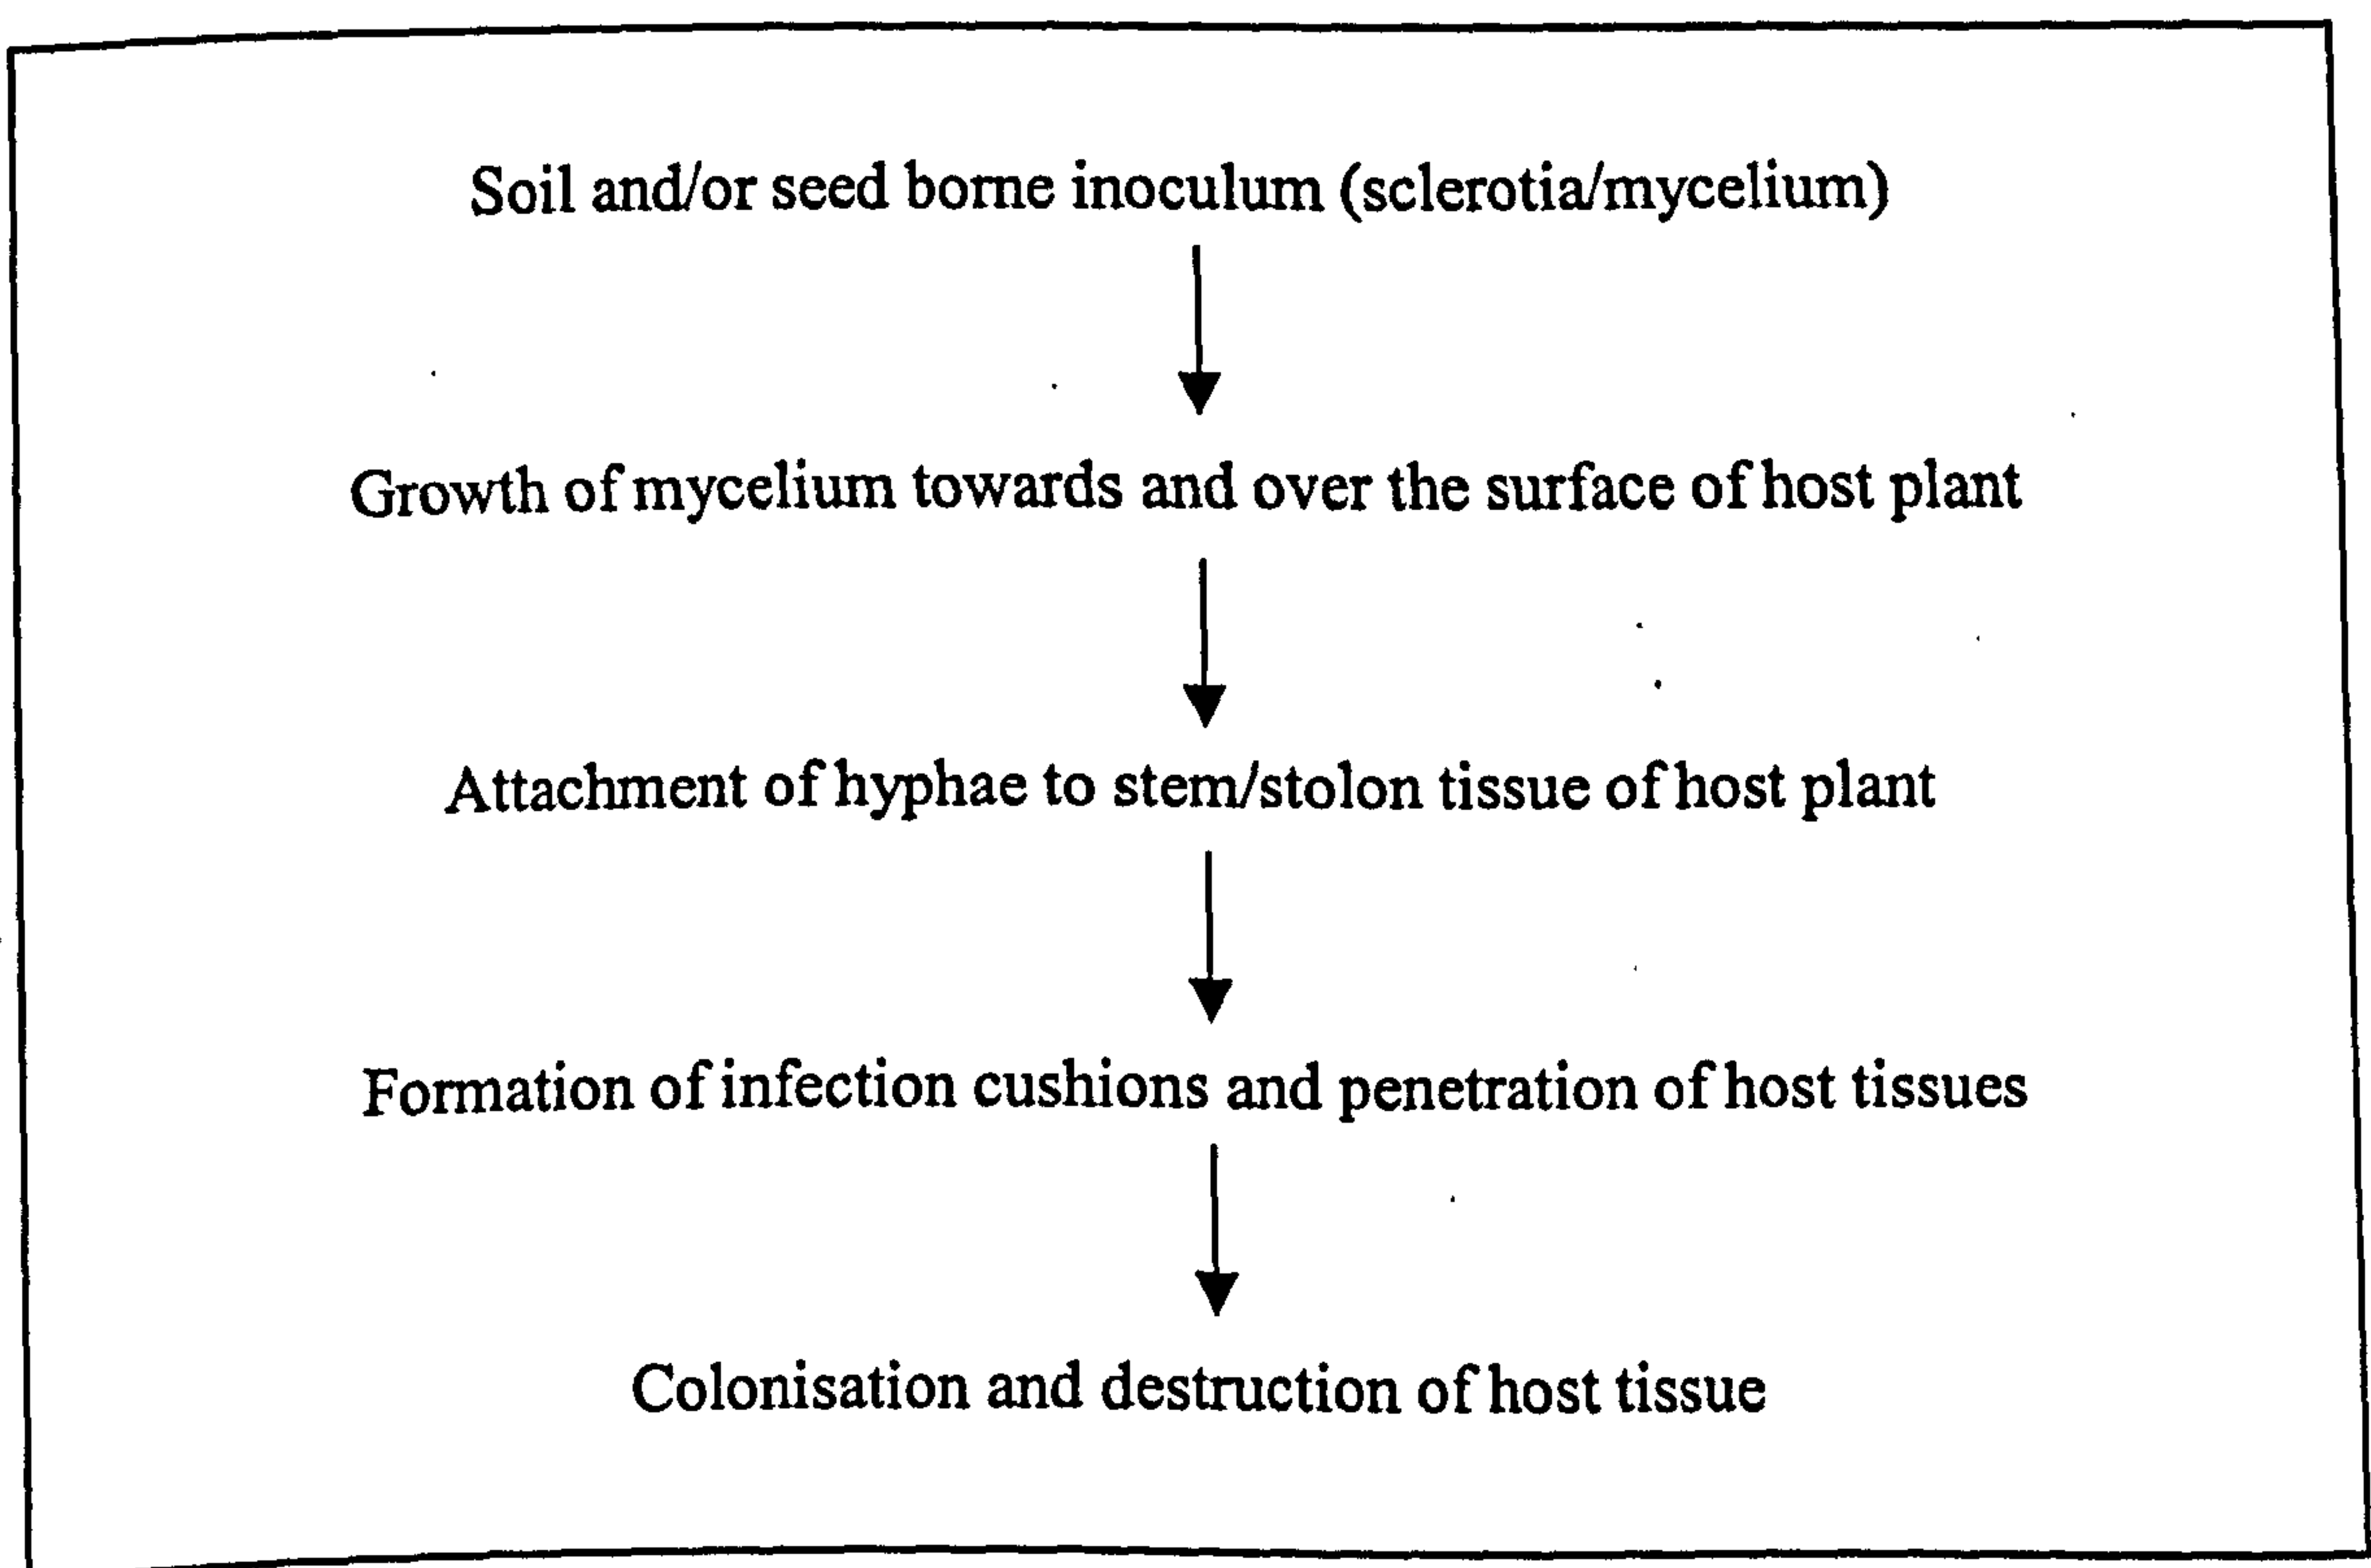 Soil and/or seed borne inoculum (sclerotia/mycelium)
Growth of mycelium towards and over the surface of host plant
Attachment of hyphae to stem/stolon tissue of host plant
Formation of infection cushions and penetration of host tissues
Colonisation and destruction of host tissue